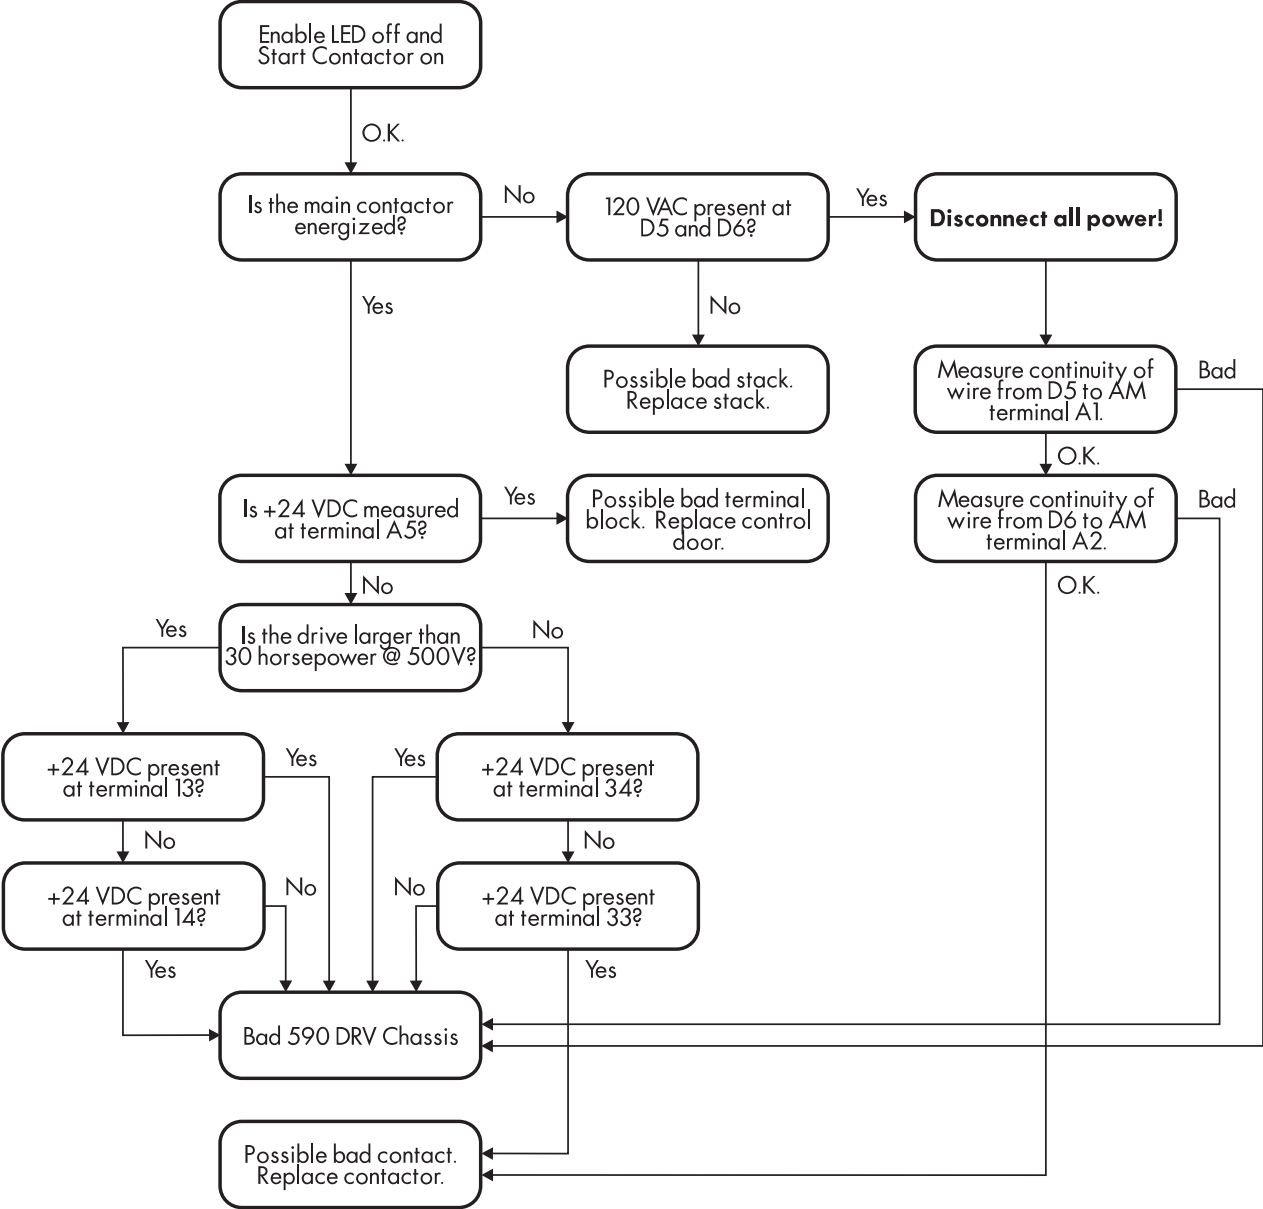 Enable LED off and
Start Contactor on
O.K.
Is the main contactor
energized?
No
120 VAC present at
D5 and D6?
Yes
Disconnect all power!
Yes
No
Possible bad stack.
Replace stack.
Measure continuity of
wire from D5 to AM
terminal A1.
Bad
O.K.
Is +24 VDC measured
at terminal A5?
Yes
Possible bad terminal
block. Replace control
door.
Measure continuity of
wire from D6 to AM
terminal A2.
Bad
No
O.K.
Yes
Is the drive larger than
30 horsepower @ 500V?
No
+24 VDC present
at terminal 13?
Yes
Yes
+24 VDC present
at terminal 34?
No
No
+24 VDC present
at terminal 14?
No
No
+24 VDC present
at terminal 33?
Yes
Yes
Bad 590 DRV Chassis
Possible bad contact.
Replace contactor.